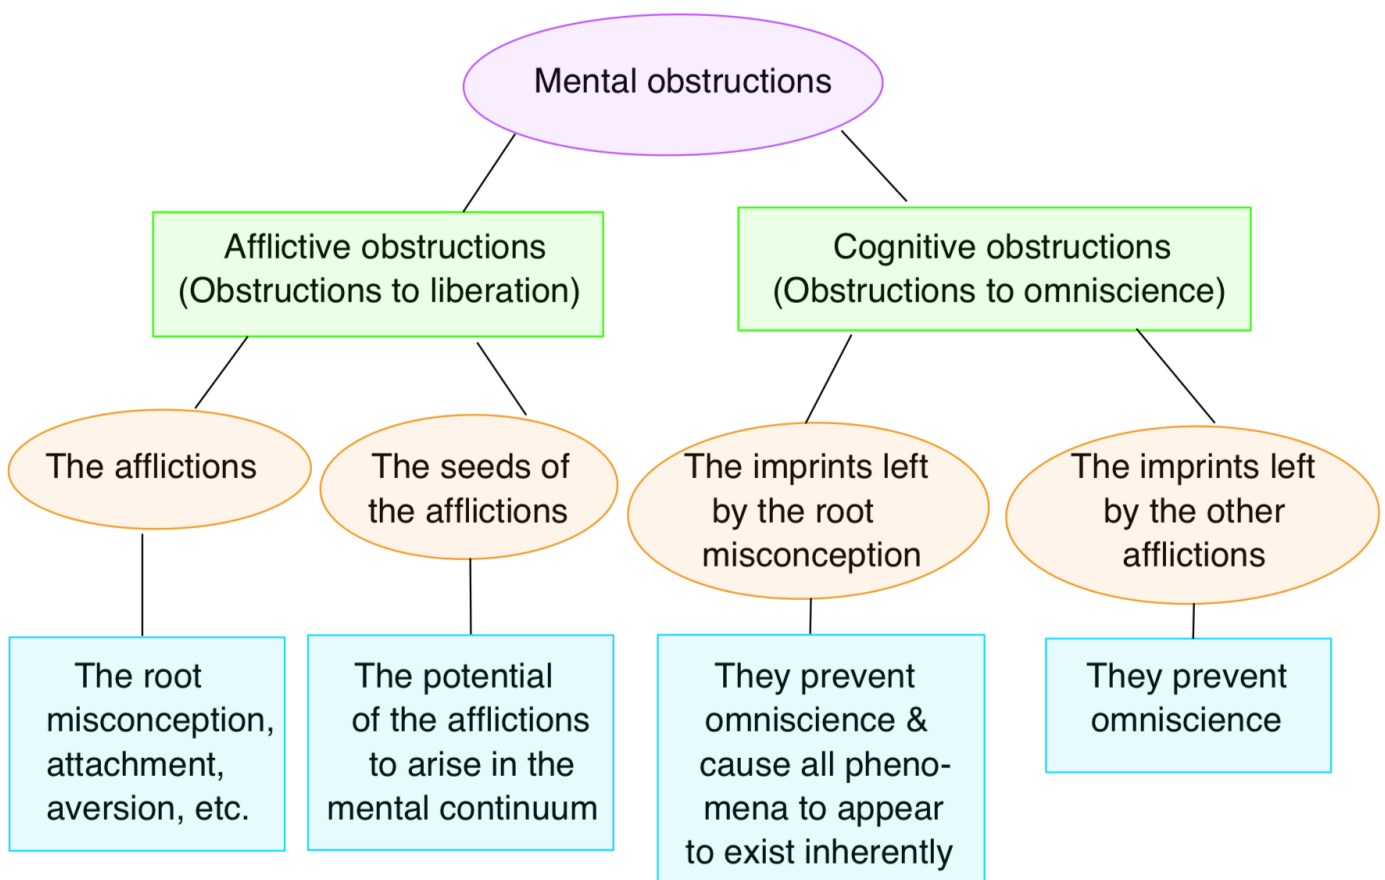 Mental obstructions
Afflictive obstructions
(Obstructions to liberation)
Cognitive obstructions
(Obstructions to omniscience)
The afflictions
The seeds of
the afflictions
The imprints left
by the root
misconception
The imprints left
by the other
afflictions
The root
misconception,
attachment,
aversion, etc.
The potential
of the afflictions
to arise in the
mental continuum
They prevent
omniscience &
cause all pheno-
mena to appear
to exist inherently
They prevent
omniscience